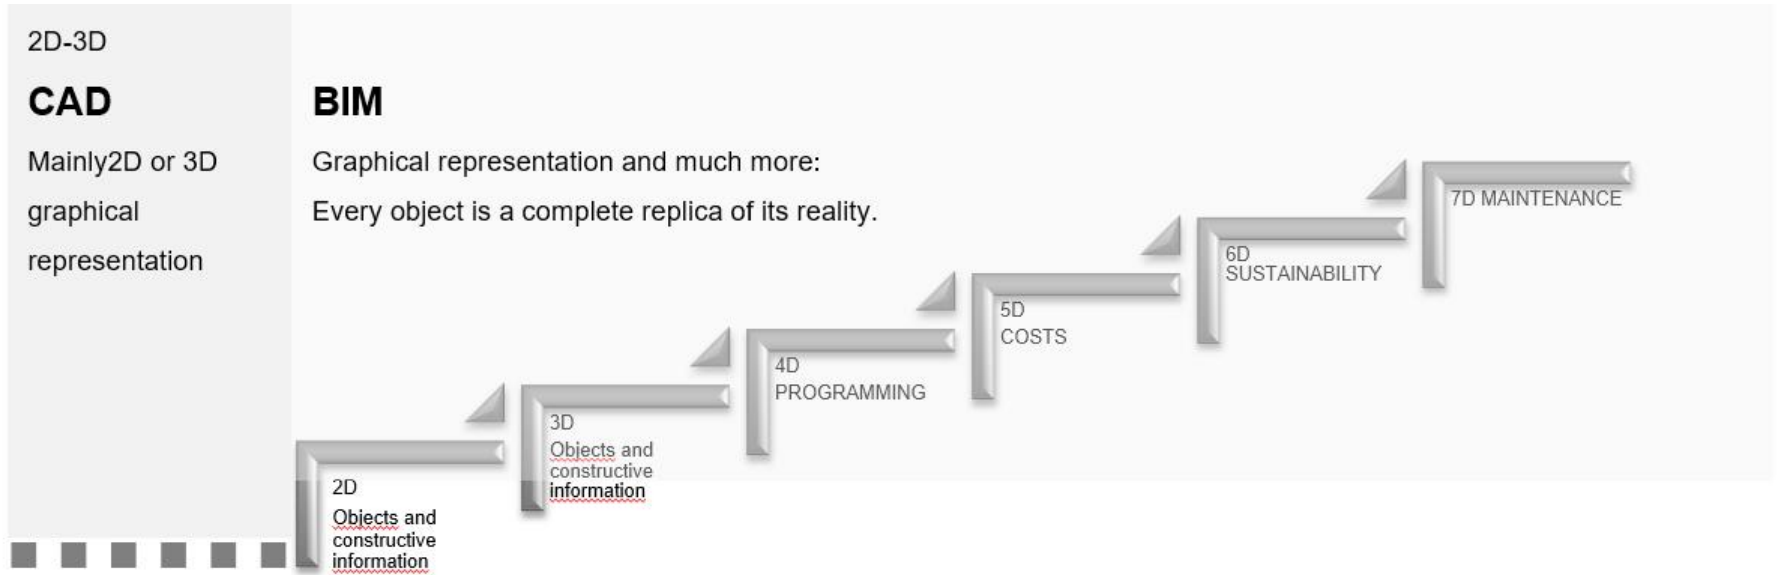 2D-3D
CAD
Mainly2D or 3D
graphical
representation
BIM
Graphical representation and much more:
Every object is a complete replica of its reality.
2D
Objects and
constructive
information
3D
Objects and
constructive
information
4D
PROGRAMMING
5D
COSTS
6D
SUSTAINABILITY
7D MAINTENANCE